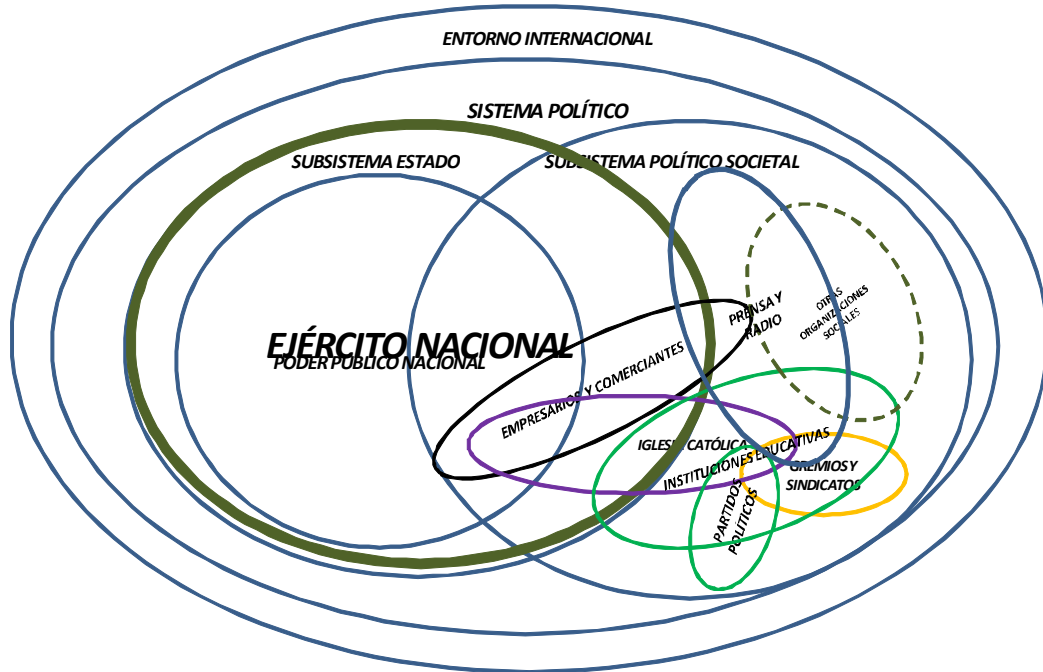 ENTORNO INTERNACIONAL
SISTEMA POLÍTICO
SUBSISTEMA ESTADO
SUBSISTEMA POLÍTICO SOCIETAL
PRENSA Y
RADIO
OTRAS
ORGANIZACIONES
SOCIALES
EJÉRCITO NACIONAL
PODER PÚBLICO NACIONAL
EMPRESARIOS Y COMERCIANTES
IGLESIA CATÓLICA
INSTITUCIONES EDUCATIVAS
GREMIOS Y
SINDICATOS
PARTIDOS
POLÍTICOS